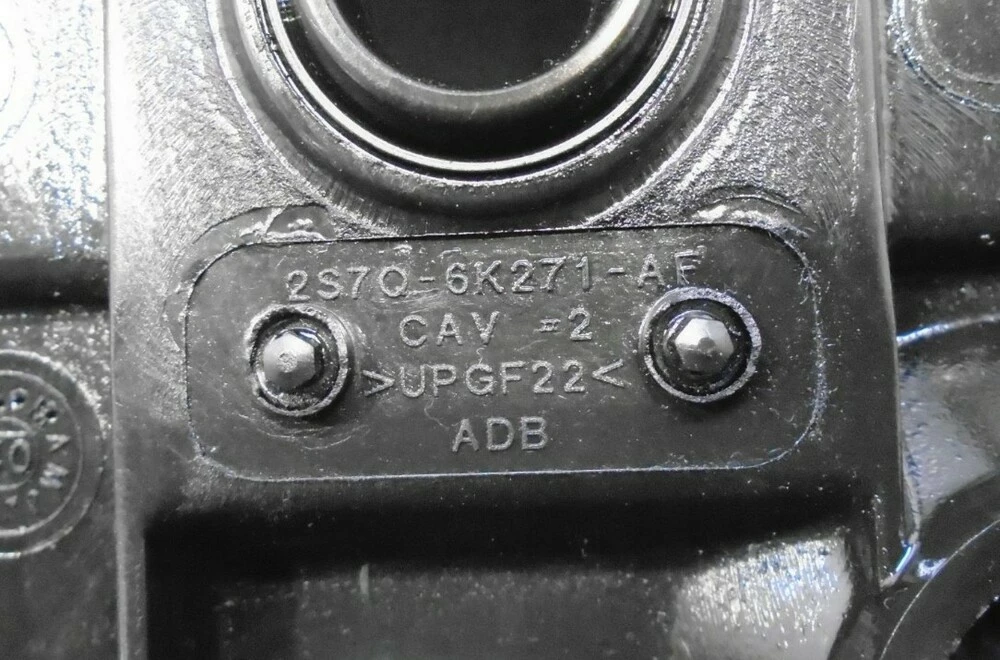 2S7Q-6K271-AF
CAV =2
>UPGF22<
ADB